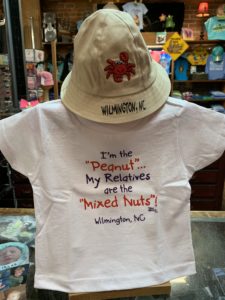 WILMINGTON, NC
I'm the
"Peanut"...
My Relatives
are the
"Mixed Nuts"!
Wilmington, NC